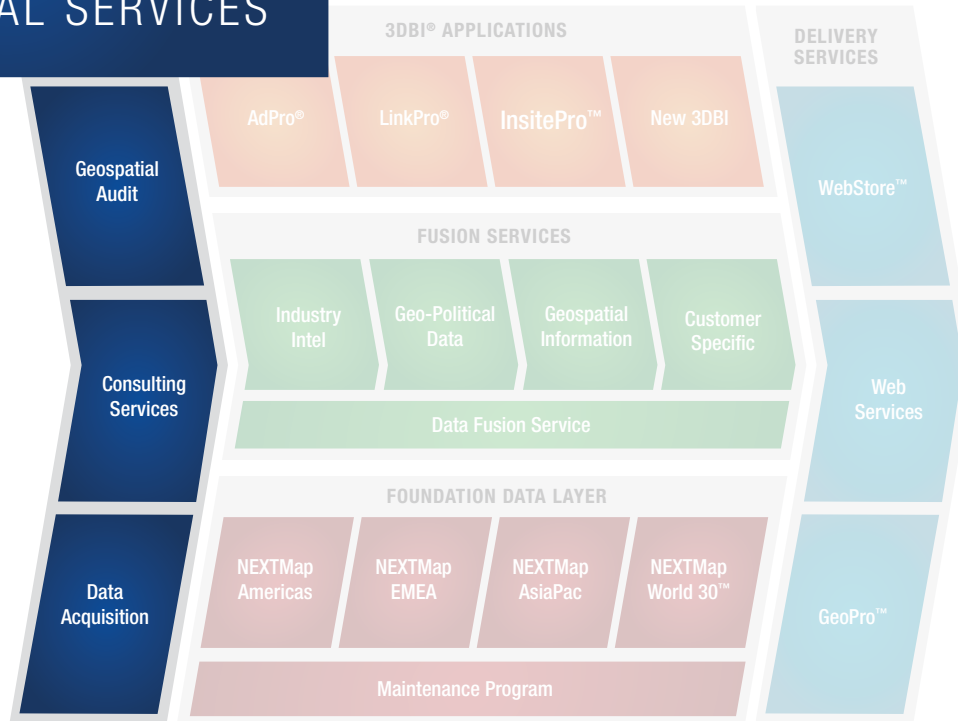 SERVICES
3DBI® APPLICATIONS
DELIVERY
SERVICES
AdPro®
LinkPro®
InsitePro™
New 3DBI
Geospatial
Audit
WebStore™
FUSION SERVICES
Industry
Intel
Geo-Political
Data
Geospatial
Information
Customer
Specific
Consulting
Services
Web
Services
Data Fusion Service
FOUNDATION DATA LAYER
NEXTMap
Americas
NEXTMap
EMEA
NEXTMap
AsiaPac
NEXTMap
World 30™
Data
Acquisition
GeoPro™
Maintenance Program